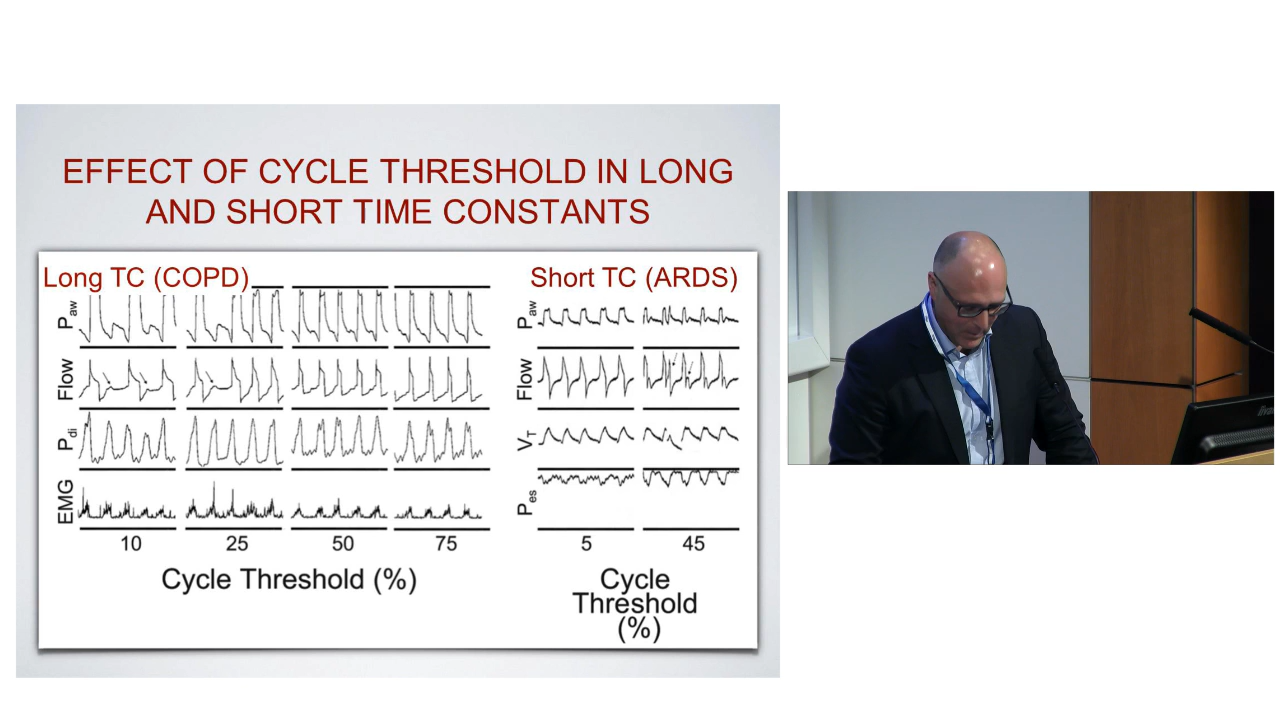 EFFECT OF CYCLE THRESHOLD IN LONG
AND SHORT TIME CONSTANTS
Long TC (COPD)
Paw
Flow
Pdi
EMG
10 25 50 75
Cycle Threshold (%)
Short TC (ARDS)
Paw
Flow
VT
Pes
5 45
Cycle
Threshold
(%)